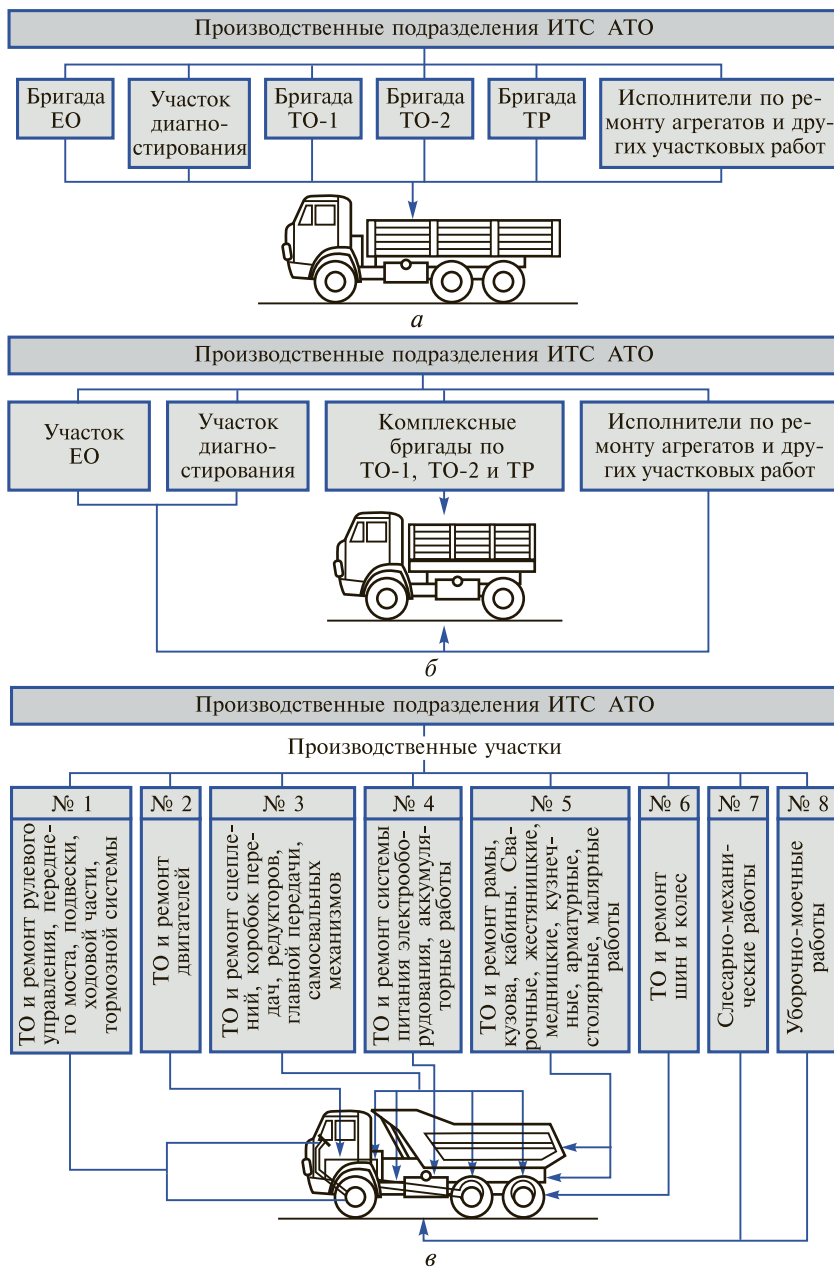 Производственные подразделения ИТС АТО
Бригада
ЕО
Участок
диагно-
стирования
Бригада
ТО-1
Бригада
ТО-2
Бригада
ТР
Исполнители по ре-
монту агрегатов и дру-
гих участковых работ
а
Производственные подразделения ИТС АТО
Участок
ЕО
Участок
диагно-
стирования
Комплексные
бригады по
ТО-1, ТО-2 и ТР
Исполнители по ре-
монту агрегатов и дру-
гих участковых работ
б
Производственные подразделения ИТС АТО
Производственные участки
№ 1
ТО и ремонт рулевого
управления, передне-
го моста, подвески,
ходовой части,
тормозной системы
№ 2
ТО и ремонт
двигателей
№ 3
ТО и ремонт сцепле-
ний, коробок пере-
дач, редукторов,
главной передачи,
самосвальных
механизмов
№ 4
ТО и ремонт системы
питания электрообо-
рудования, аккумуля-
торные работы
№ 5
ТО и ремонт рамы,
кузова, кабины. Сва-
рочные, жестяницкие,
медницкие, кузнеч-
ные, арматурные,
столярные, малярные
работы
№ 6
ТО и ремонт
шин и колес
№ 7
Слесарно-механи-
ческие работы
№ 8
Уборочно-моечные
работы
в